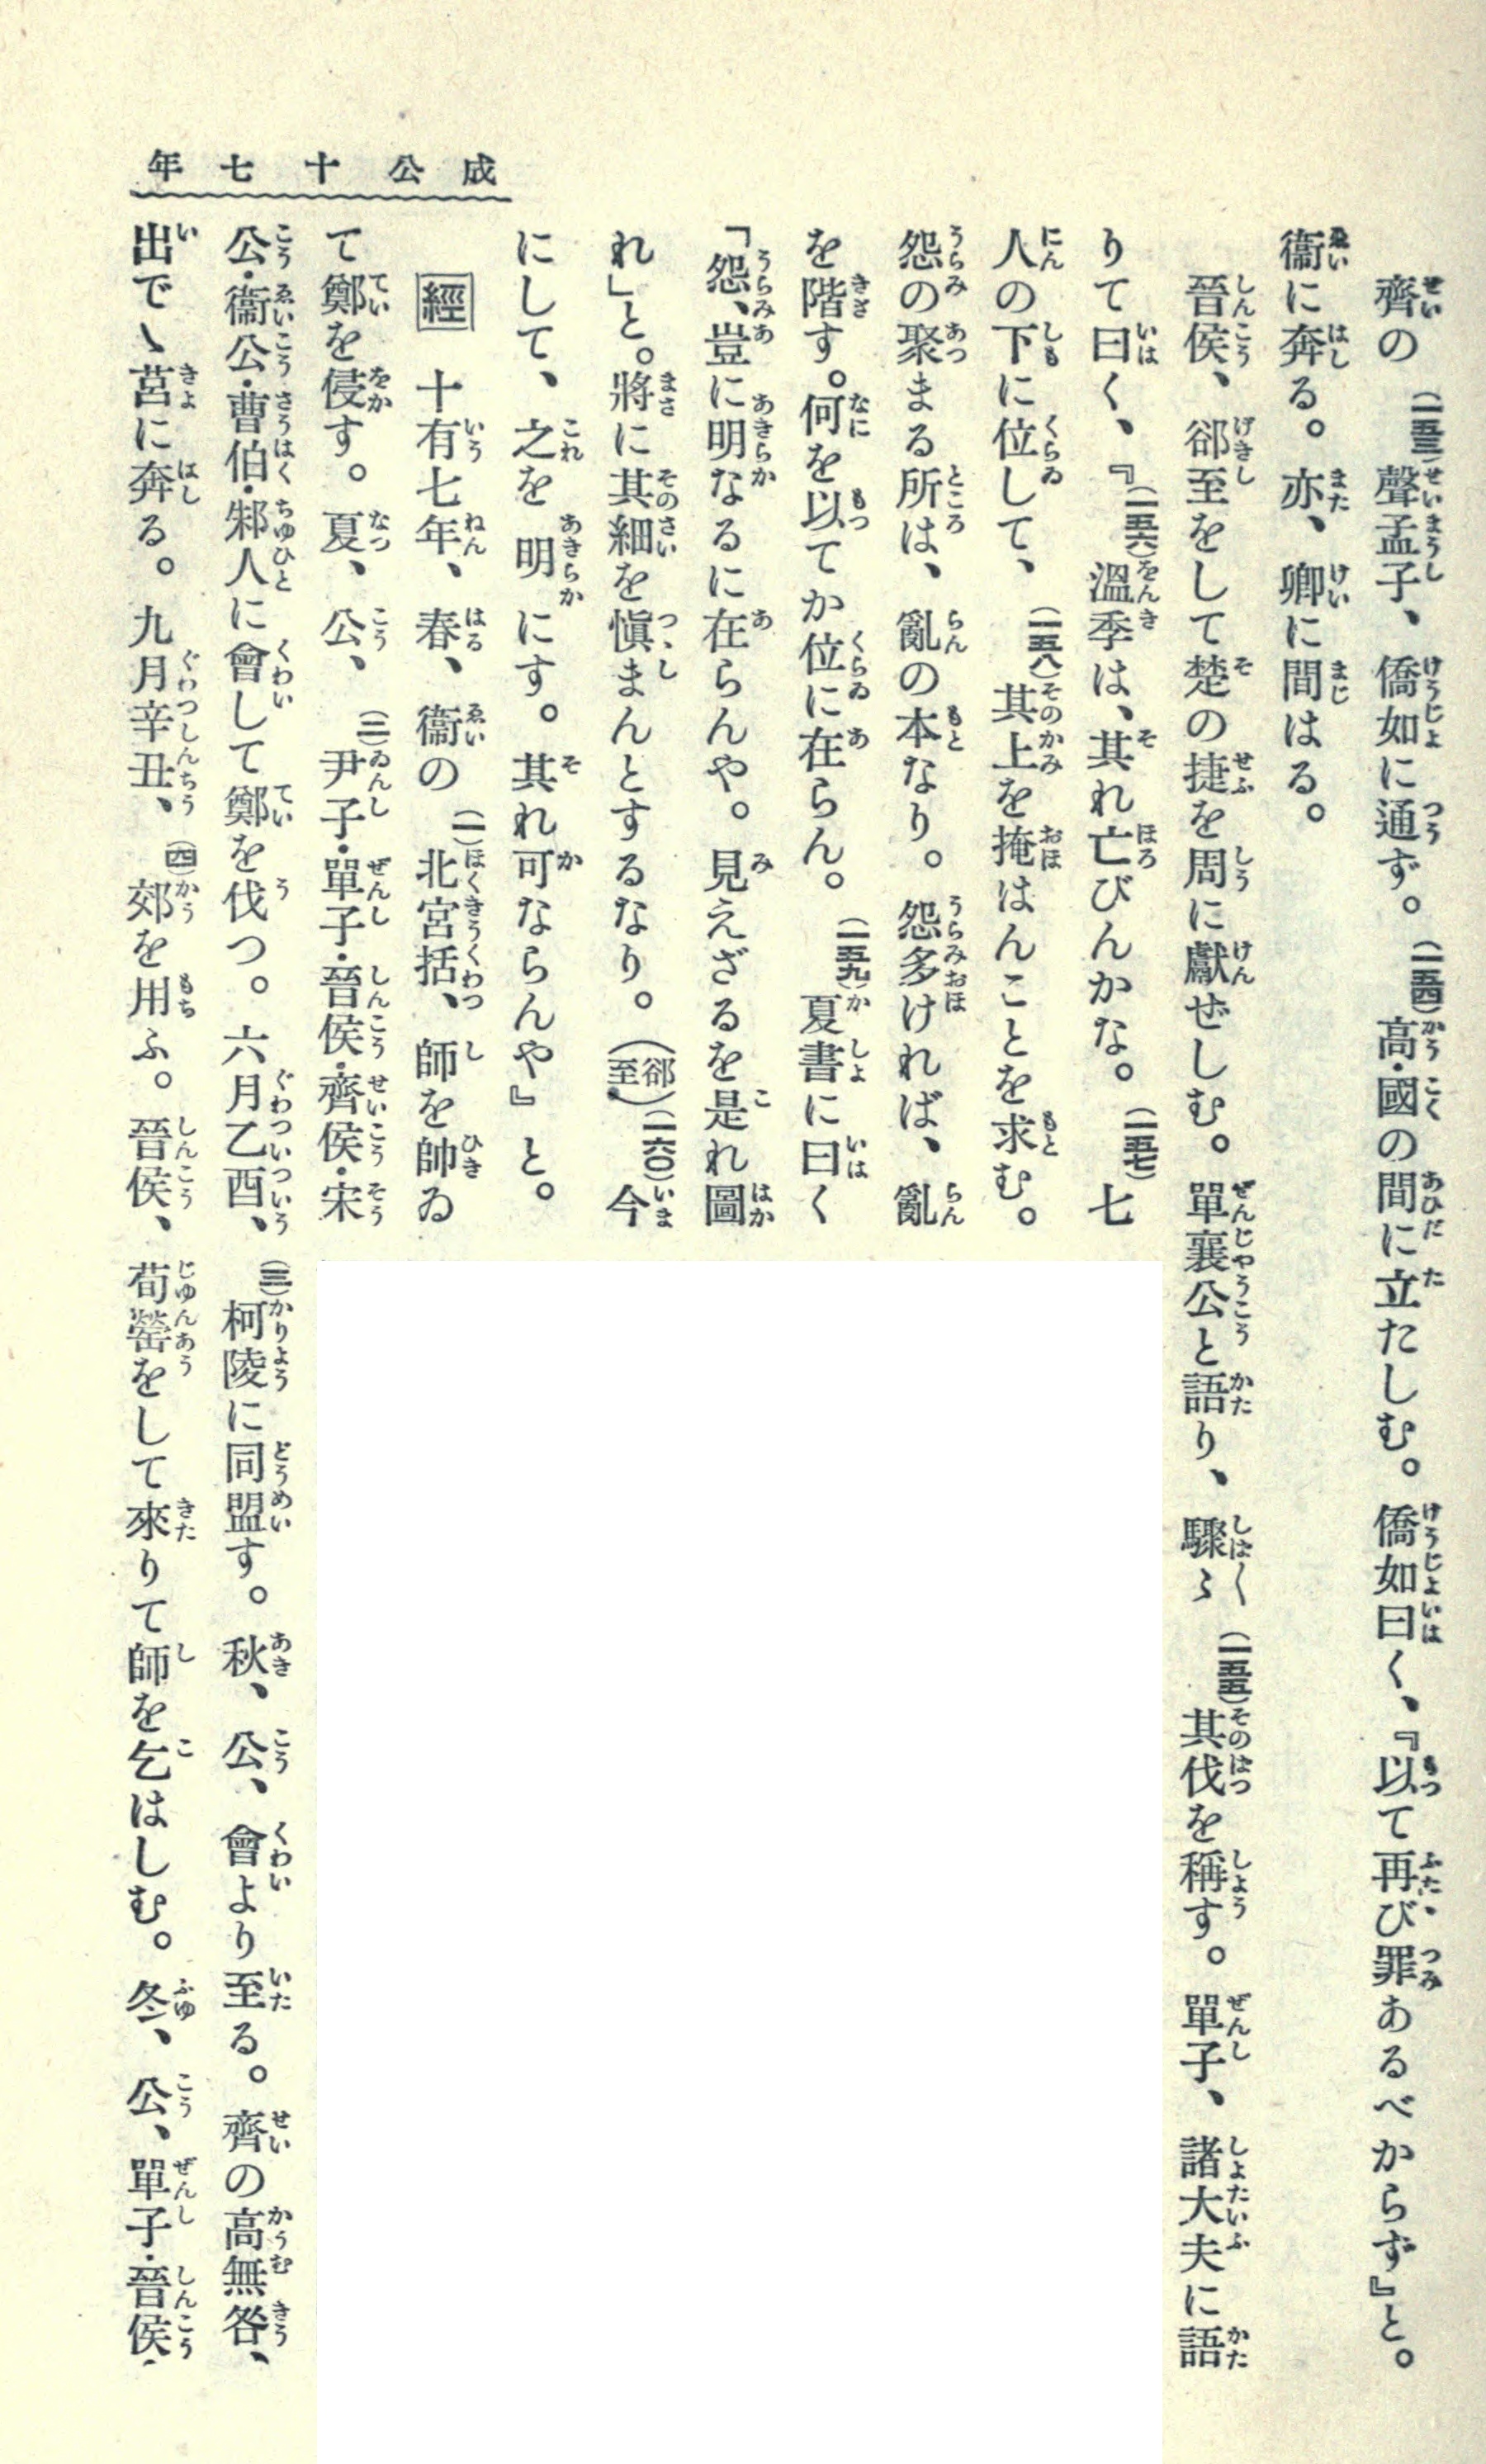 成公十七年
齊の(一五三)聲孟子、僑如に通ず。(一五四)高·國の間に立たしむ。僑如曰く、『以て再び罪あるべからず』と。
衞に奔る。亦、卿に間はる。
晉侯、郤至をして楚の捷を周に獻ぜしむ。單襄公と語り、驟〻(一五五)其伐を稱す。單子、諸大夫に語
りて曰く、『(一五六)溫季は、其れ亡びんかな。(一五七)七
人の下に位して、(一五八)其上を掩はんことを求む。
怨の聚まる所は、亂の本なり。怨多ければ、亂
を階す。何を以てか位に在らん。(一五九)夏書に曰く
「怨、豈に明なるに在らんや。見えざるを是れ圖
れ」と。將に其細を愼まんとするなり。(郤至)(一六〇)今
にして、之を明にす。其れ可ならんや』と。
經 十有七年、春、衞の(一)北宮括、師を帥ゐ
て鄭を侵す。夏、公、(二)尹子·單子·晉侯·齊侯·宋
公·衞公·曹伯·邾人に會して鄭を伐つ。六月乙酉、(三)柯陵に同盟す。秋、公、會より至る。齊の高無咎、
出でゝ莒に奔る。九月辛丑、(四)郊を用ふ。晉侯、荀罃をして來りて師を乞はしむ。冬、公、單子·晉侯·